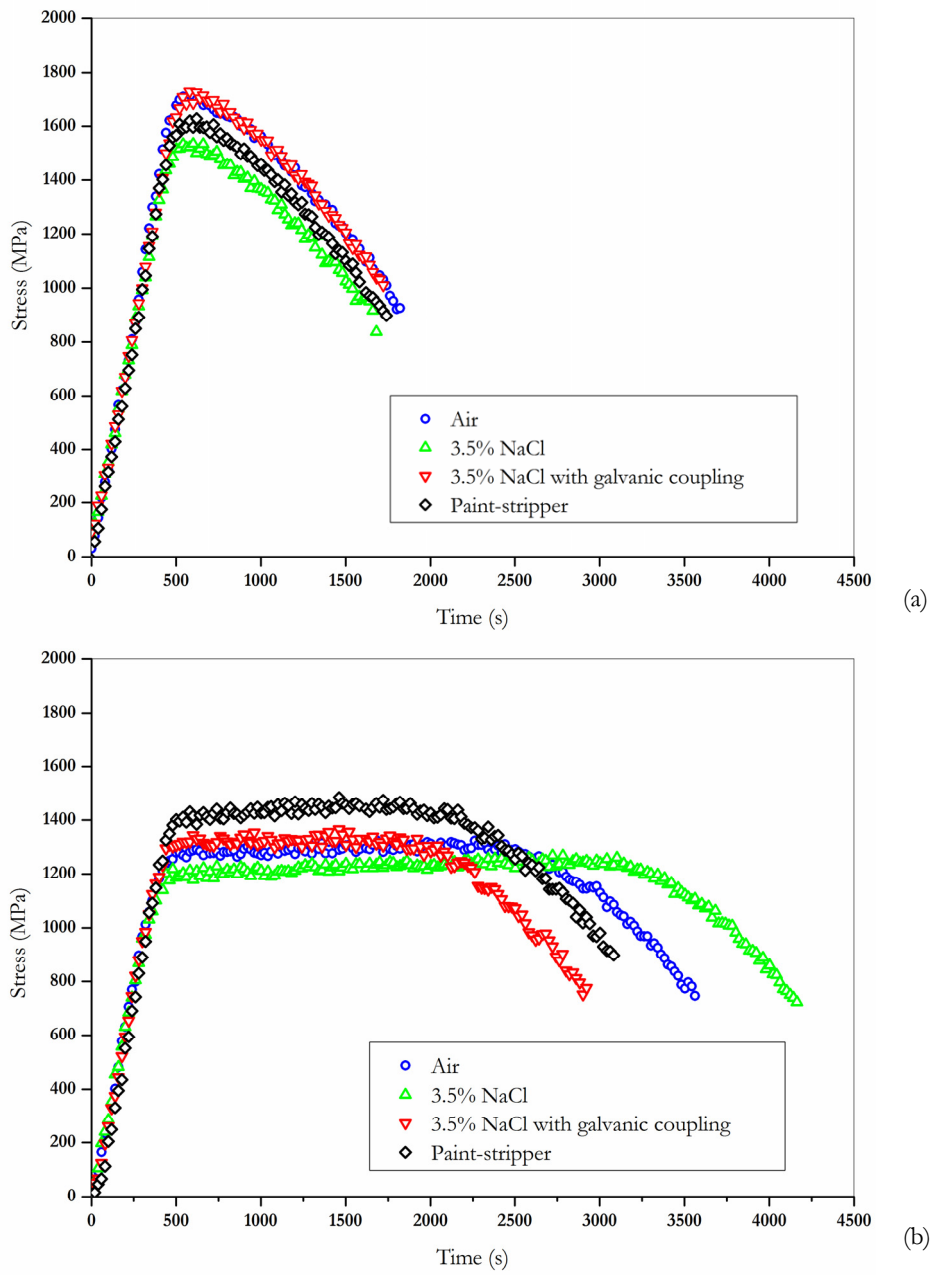 2000
1800
1600
1400
1200
1000
800
600
400
200
0
Stress (MPa)
Air
3.5% NaCl
3.5% NaCl with galvanic coupling
Paint-stripper
0 500 1000 1500 2000 2500 3000 3500 4000 4500
Time (s)
(a)
2000
1800
1600
1400
1200
1000
800
600
400
200
0
Stress (MPa)
Air
3.5% NaCl
3.5% NaCl with galvanic coupling
Paint-stripper
0 500 1000 1500 2000 2500 3000 3500 4000 4500
Time (s)
(b)